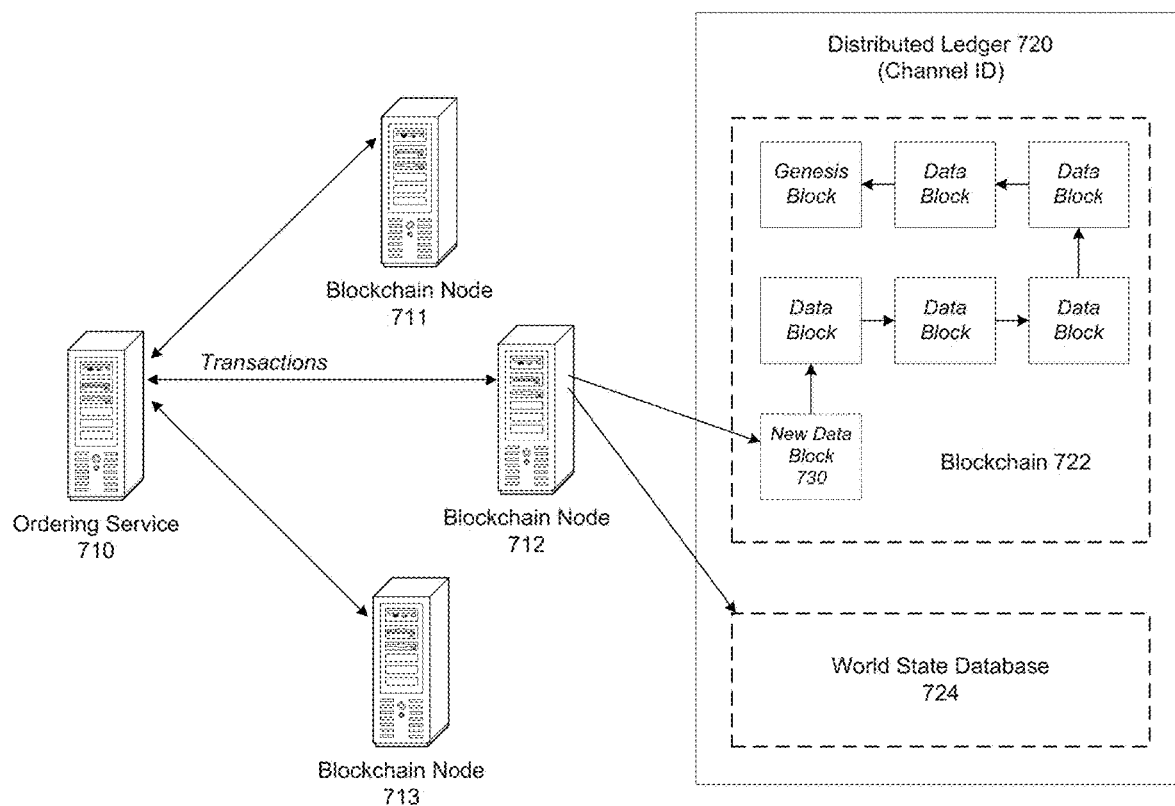 Distributed Ledger 720
(Channel ID)
Genesis
Block
Data
Block
Data
Block
Blockchain Node
711
Data
Block
Data
Block
Data
Block
Transactions
New Data
Block
730
Blockchain 722
Ordering Service
710
Blockchain Node
712
World State Database
724
Blockchain Node
713